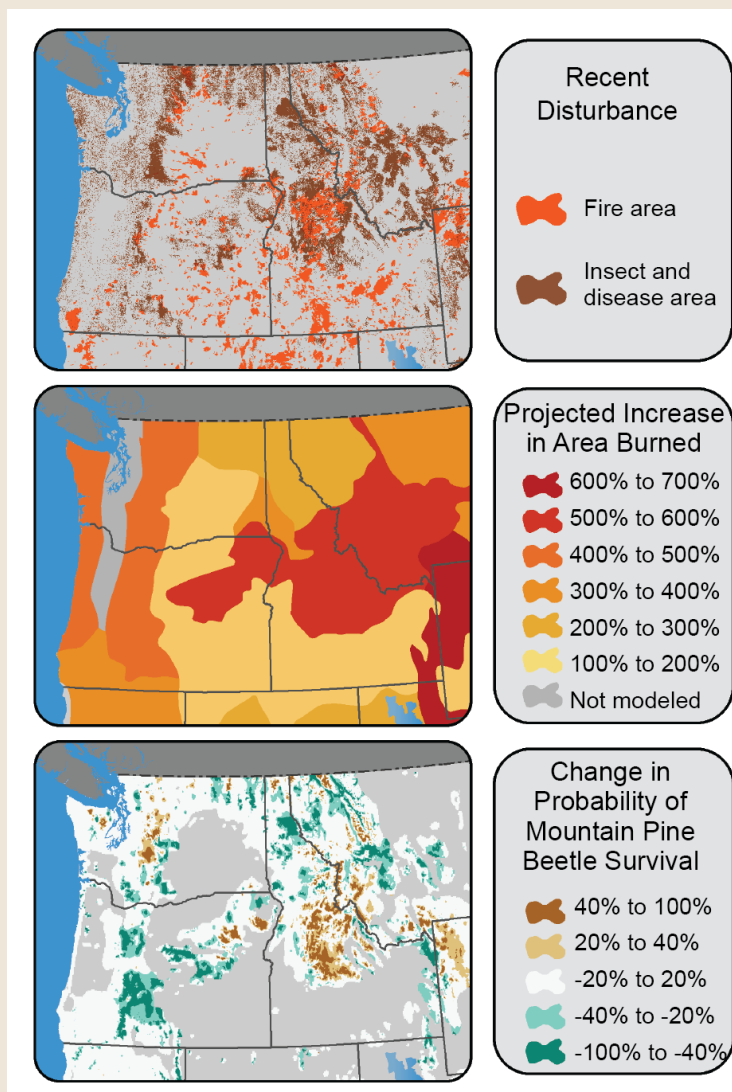 Recent
Disturbance
Fire area
Insect and
disease area
Projected Increase
in Area Burned
600% to 700%
500% to 600%
400% to 500%
300% to 400%
200% to 300%
100% to 200%
Not modeled
Change in
Probability of
Mountain Pine
Beetle Survival
40% to 100%
20% to 40%
-20% to 20%
-40% to -20%
-100% to -40%